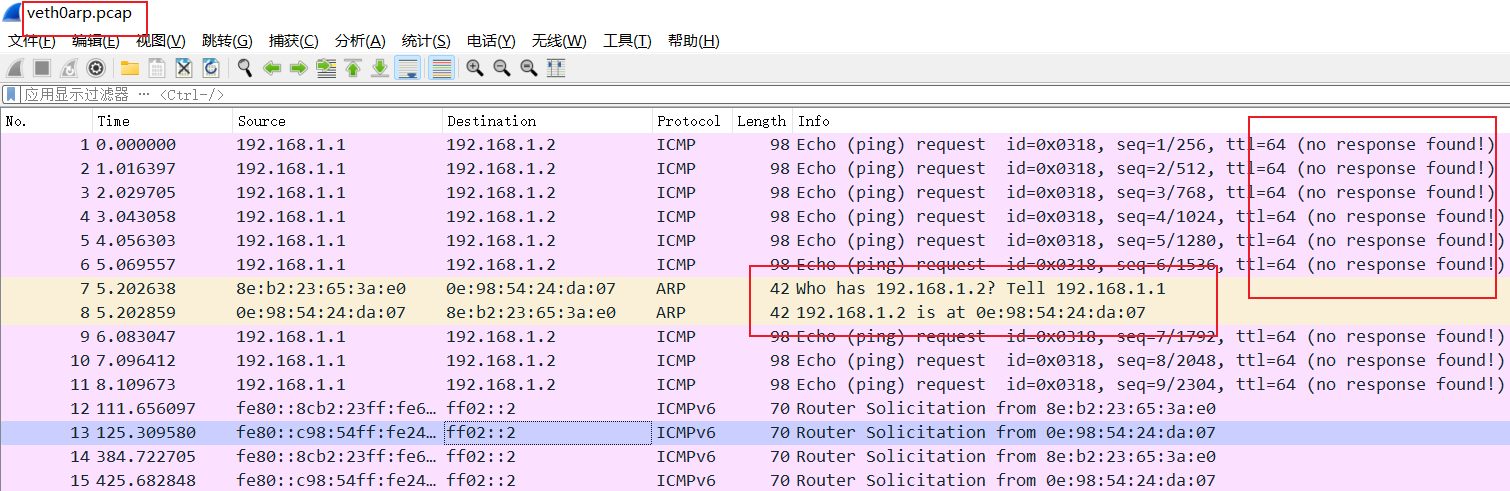 veth0arp.pcap
文件(F) 编辑(E) 视图(V) 跳转(G) 捕获(C) 分析(A) 统计(S) 电话(Y) 无线(W) 工具(T) 帮助(H)
应用显示过滤器 … <Ctrl-/>
No. Time Source Destination Protocol Length Info
1 0.000000 192.168.1.1 192.168.1.2 ICMP 98 Echo (ping) request id=0x0318, seq=1/256, ttl=64 (no response found!)
2 1.016397 192.168.1.1 192.168.1.2 ICMP 98 Echo (ping) request id=0x0318, seq=2/512, ttl=64 (no response found!)
3 2.029705 192.168.1.1 192.168.1.2 ICMP 98 Echo (ping) request id=0x0318, seq=3/768, ttl=64 (no response found!)
4 3.043058 192.168.1.1 192.168.1.2 ICMP 98 Echo (ping) request id=0x0318, seq=4/1024, ttl=64 (no response found!)
5 4.056303 192.168.1.1 192.168.1.2 ICMP 98 Echo (ping) request id=0x0318, seq=5/1280, ttl=64 (no response found!)
6 5.069557 192.168.1.1 192.168.1.2 ICMP 98 Echo (ping) request id=0x0318, seq=6/1536, ttl=64 (no response found!)
7 5.202638 8e:b2:23:65:3a:e0 0e:98:54:24:da:07 ARP 42 Who has 192.168.1.2? Tell 192.168.1.1
8 5.202859 0e:98:54:24:da:07 8e:b2:23:65:3a:e0 ARP 42 192.168.1.2 is at 0e:98:54:24:da:07
9 6.083047 192.168.1.1 192.168.1.2 ICMP 98 Echo (ping) request id=0x0318, seq=7/1792, ttl=64 (no response found!)
10 7.096412 192.168.1.1 192.168.1.2 ICMP 98 Echo (ping) request id=0x0318, seq=8/2048, ttl=64 (no response found!)
11 8.109673 192.168.1.1 192.168.1.2 ICMP 98 Echo (ping) request id=0x0318, seq=9/2304, ttl=64 (no response found!)
12 111.656097 fe80::8cb2:23ff:fe6… ff02::2 ICMPv6 70 Router Solicitation from 8e:b2:23:65:3a:e0
13 125.309580 fe80::c98:54ff:fe24… ff02::2 ICMPv6 70 Router Solicitation from 0e:98:54:24:da:07
14 384.722705 fe80::8cb2:23ff:fe6… ff02::2 ICMPv6 70 Router Solicitation from 8e:b2:23:65:3a:e0
15 425.682848 fe80::c98:54ff:fe24… ff02::2 ICMPv6 70 Router Solicitation from 0e:98:54:24:da:07